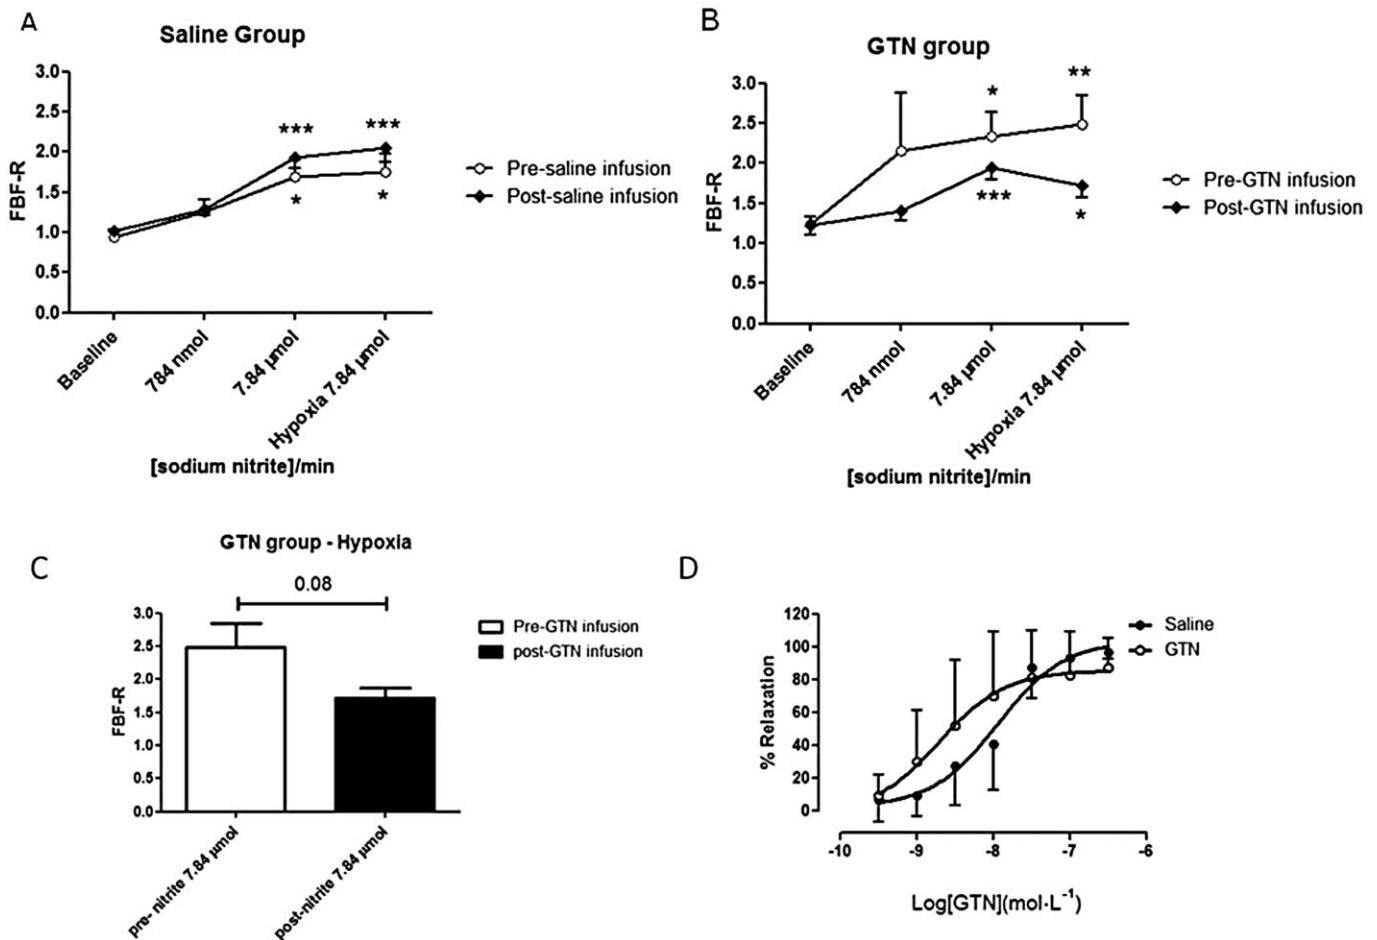 A
Saline Group
3.0
2.5
2.0
1.5
1.0
0.5
0.0
FBF-R
***
***
*
*
Pre-saline infusion
Post-saline infusion
Baseline
784 nmol
7.84 µmol
Hypoxia 7.84 µmol
[sodium nitrite]/min
B
GTN group
3.0
2.5
2.0
1.5
1.0
0.5
0.0
FBF-R
*
**
***
*
Pre-GTN infusion
Post-GTN infusion
Baseline
784 nmol
7.84 µmol
Hypoxia 7.84 µmol
[sodium nitrite]/min
C
GTN group - Hypoxia
0.08
3.0
2.5
2.0
1.5
1.0
0.5
0.0
FBF-R
Pre-GTN infusion
post-GTN infusion
pre- nitrite 7.84 µmol
post-nitrite 7.84 µmol
D
120
100
80
60
40
20
0
% Relaxation
Saline
GTN
-10
-9
-8
-7
-6
Log[GTN](mol·L⁻¹)